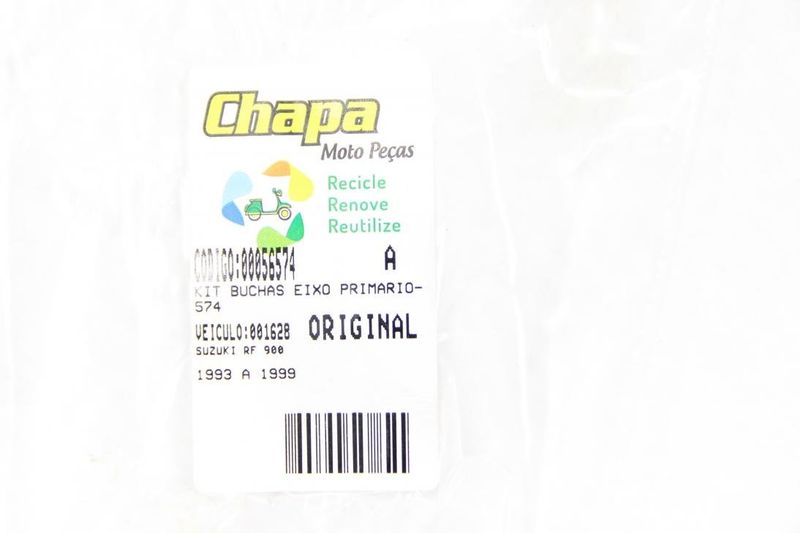 Chapa
Moto Peças
Recicle
Renove
Reutilize
CODIGO:00056574 A
KIT BUCHAS EIXO PRIMARIO-
574
VEICULO:001628 ORIGINAL
SUZUKI RF 900
1993 A 1999